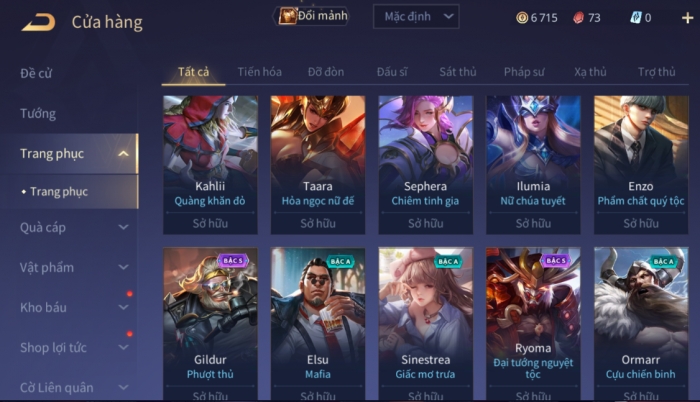 Cửa hàng
Đổi mảnh
Mặc định
6 715
73
0
Đề cử
Tướng
Trang phục
Trang phục
Quà cáp
Vật phẩm
Kho báu
Shop lợi tức
Cờ Liên quân
Tất cả Tiến hóa Đỡ đòn Đấu sĩ Sát thủ Pháp sư Xạ thủ Trợ thủ
Kahlii
Quàng khăn đỏ
Sở hữu
Taara
Hỏa ngọc nữ đế
Sở hữu
Sephera
Chiêm tinh gia
Sở hữu
Ilumia
Nữ chúa tuyết
Sở hữu
Enzo
Phẩm chất quý tộc
Sở hữu
BẬC S
Gildur
Phượt thủ
Sở hữu
BẬC A
Elsu
Mafia
Sở hữu
BẬC A
Sinestrea
Giấc mơ trưa
Sở hữu
BẬC S
Ryoma
Đại tướng nguyệt
tộc
Sở hữu
BẬC A
Ormarr
Cựu chiến binh
Sở hữu